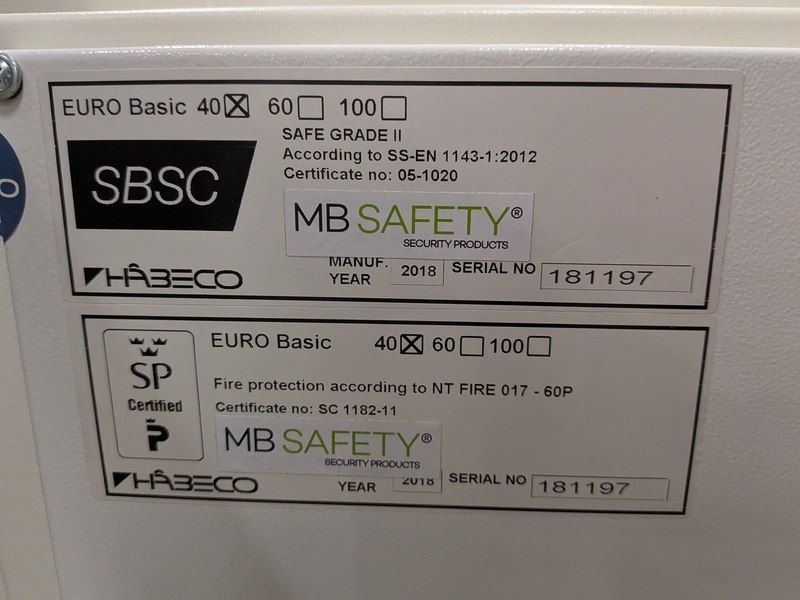 EURO Basic 40 ☒ 60 ☐ 100 ☐
SAFE GRADE II
According to SS-EN 1143-1:2012
Certificate no: 05-1020
SBSC
MB SAFETY®
SECURITY PRODUCTS
HÂBECO
MANUF.
YEAR 2018 SERIAL NO 181197
EURO Basic 40 ☒ 60 ☐ 100 ☐
SP
Certified
P
Fire protection according to NT FIRE 017 - 60P
Certificate no: SC 1182-11
MB SAFETY®
SECURITY PRODUCTS
HÂBECO
YEAR 2018 SERIAL NO 181197